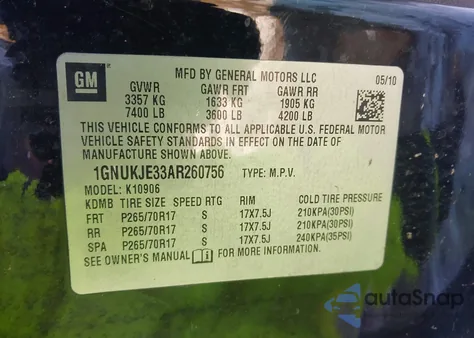 GM
MFD BY GENERAL MOTORS LLC 05/10
GVWR GAWR FRT GAWR RR
3357 KG 1633 KG 1905 KG
7400 LB 3600 LB 4200 LB
THIS VEHICLE CONFORMS TO ALL APPLICABLE U.S. FEDERAL MOTOR
VEHICLE SAFETY STANDARDS IN EFFECT ON THE DATE OF
MANUFACTURE SHOWN ABOVE.
1GNUKJE33AR260756 TYPE: M.P.V.
MODEL: K10906
KDMB TIRE SIZE SPEED RTG RIM COLD TIRE PRESSURE
FRT P265/70R17 S 17X7.5J 210KPA(30PSI)
RR P265/70R17 S 17X7.5J 210KPA(30PSI)
SPA P265/70R17 S 17X7.5J 240KPA(35PSI)
SEE OWNER'S MANUAL FOR MORE INFORMATION.
autoSnap